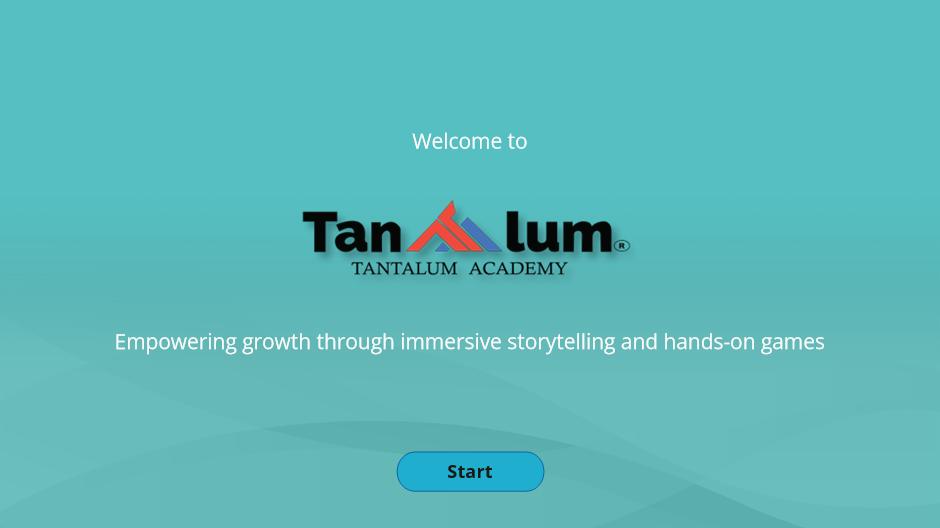 Welcome to
Tan lum®
TANTALUM ACADEMY
Empowering growth through immersive storytelling and hands-on games
Start